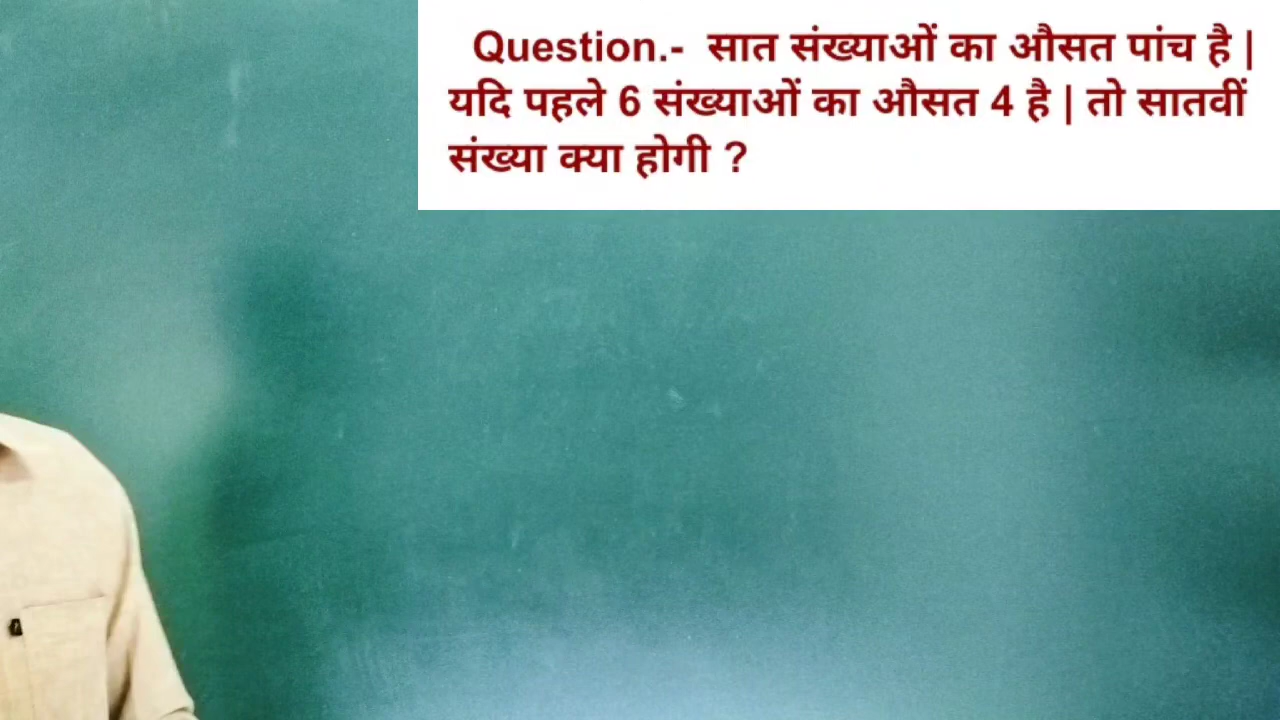 Question.- सात संख्याओं का औसत पांच है |
यदि पहले 6 संख्याओं का औसत 4 है | तो सातवीं
संख्या क्या होगी ?